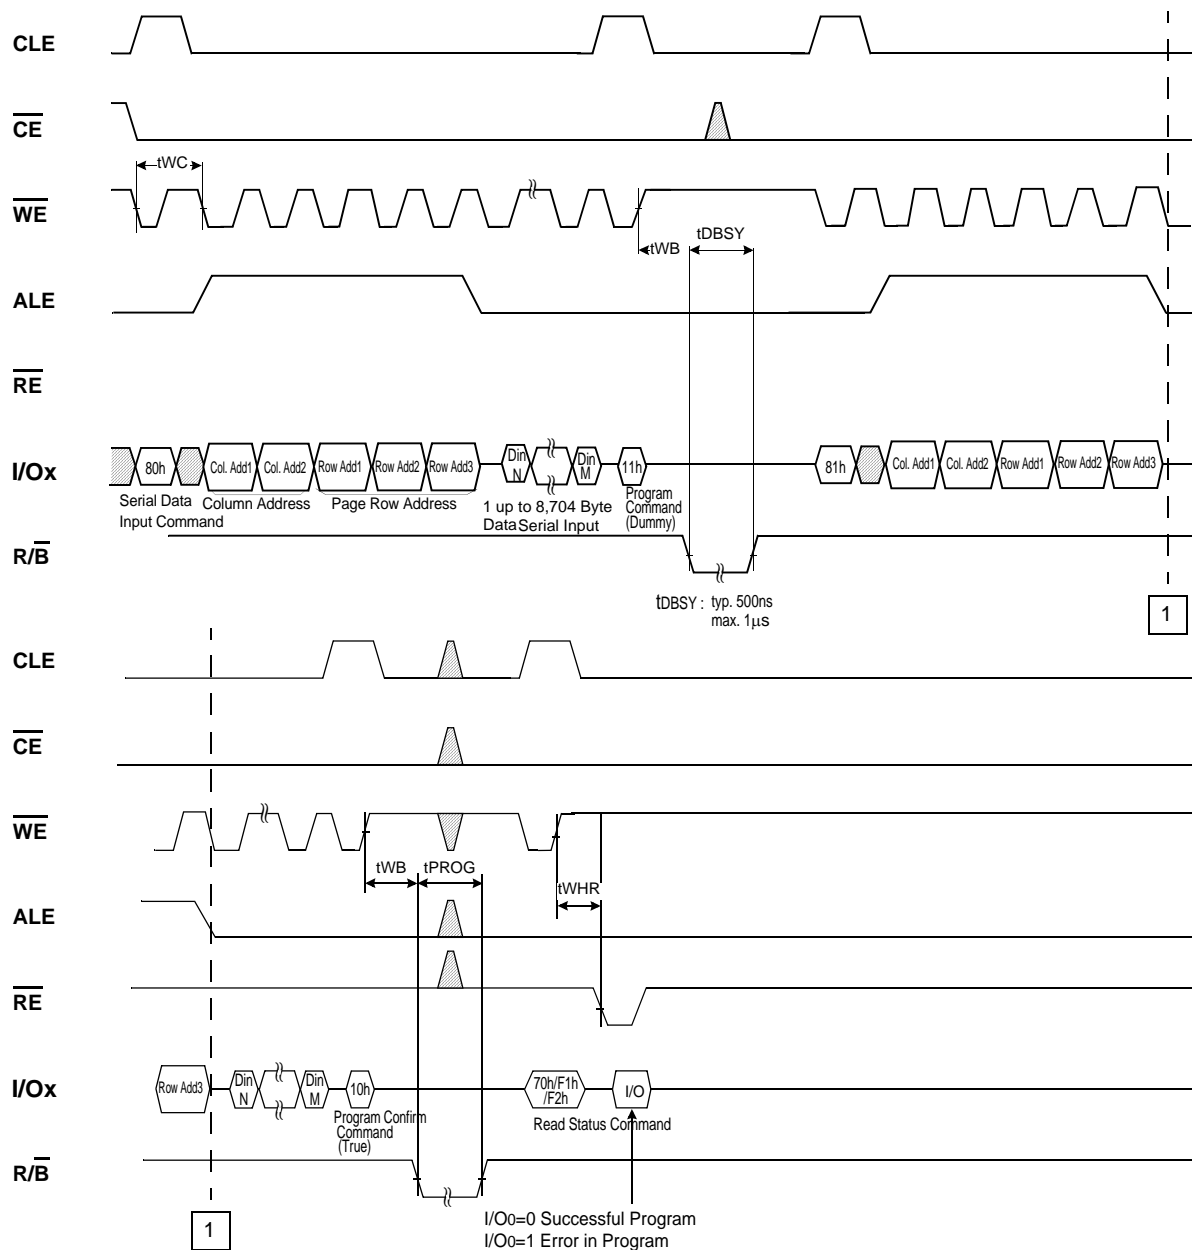 CLE
CE
tWC
WE
tWB
tDBSY
ALE
RE
I/Ox
80h
Col. Add1
Col. Add2
Row Add1
Row Add2
Row Add3
Din
N
Din
M
11h
81h
Col. Add1
Col. Add2
Row Add1
Row Add2
Row Add3
Serial Data
Input Command
Column Address
Page Row Address
1 up to 8,704 Byte
Data Serial Input
Program
Command
(Dummy)
R/B
tDBSY : typ. 500ns
max. 1μs
1
CLE
CE
WE
tWB
tPROG
tWHR
ALE
RE
I/Ox
Row Add3
Din
N
Din
M
10h
70h/F1h
/F2h
I/O
Program Confirm
Command
(True)
Read Status Command
R/B
1
I/O0=0 Successful Program
I/O0=1 Error in Program